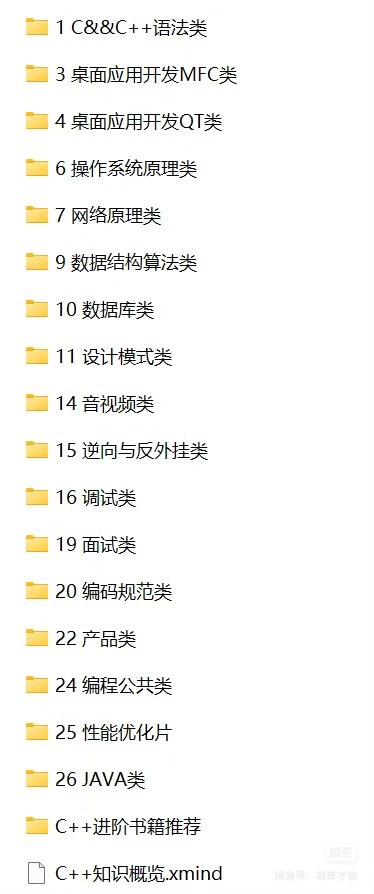 1 C&&C++语法类
3 桌面应用开发MFC类
4 桌面应用开发QT类
6 操作系统原理类
7 网络原理类
9 数据结构算法类
10 数据库类
11 设计模式类
14 音视频类
15 逆向与反外挂类
16 调试类
19 面试类
20 编码规范类
22 产品类
24 编程公共类
25 性能优化片
26 JAVA类
C++进阶书籍推荐
C++知识概览.xmind